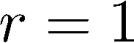 r = 1